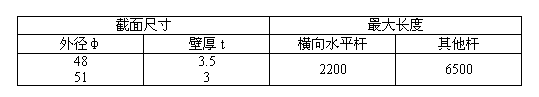 截面尺寸 最大长度
外径φ 壁厚t 横向水平杆 其他杆
48 3.5 2200 6500
51 3